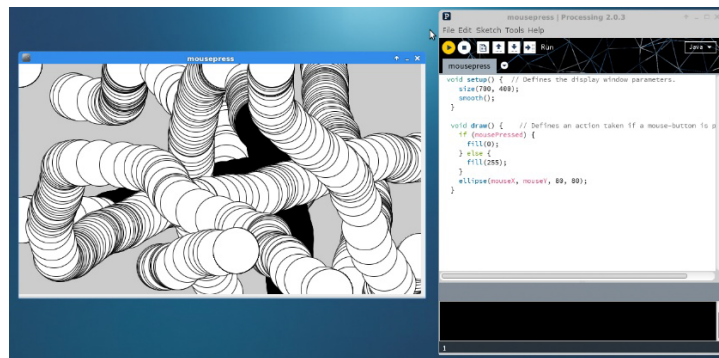 mousepress
mousepress | Processing 2.0.3
File Edit Sketch Tools Help
Run
Java
mousepress
void setup() {  // Defines the display window parameters.
  size(700, 400);
  smooth();
}
void draw() {    // Defines an action taken if a mouse-button is p
  if (mousePressed) {
    fill(0);
  } else {
    fill(255);
  }
  ellipse(mouseX, mouseY, 80, 80);
}
1